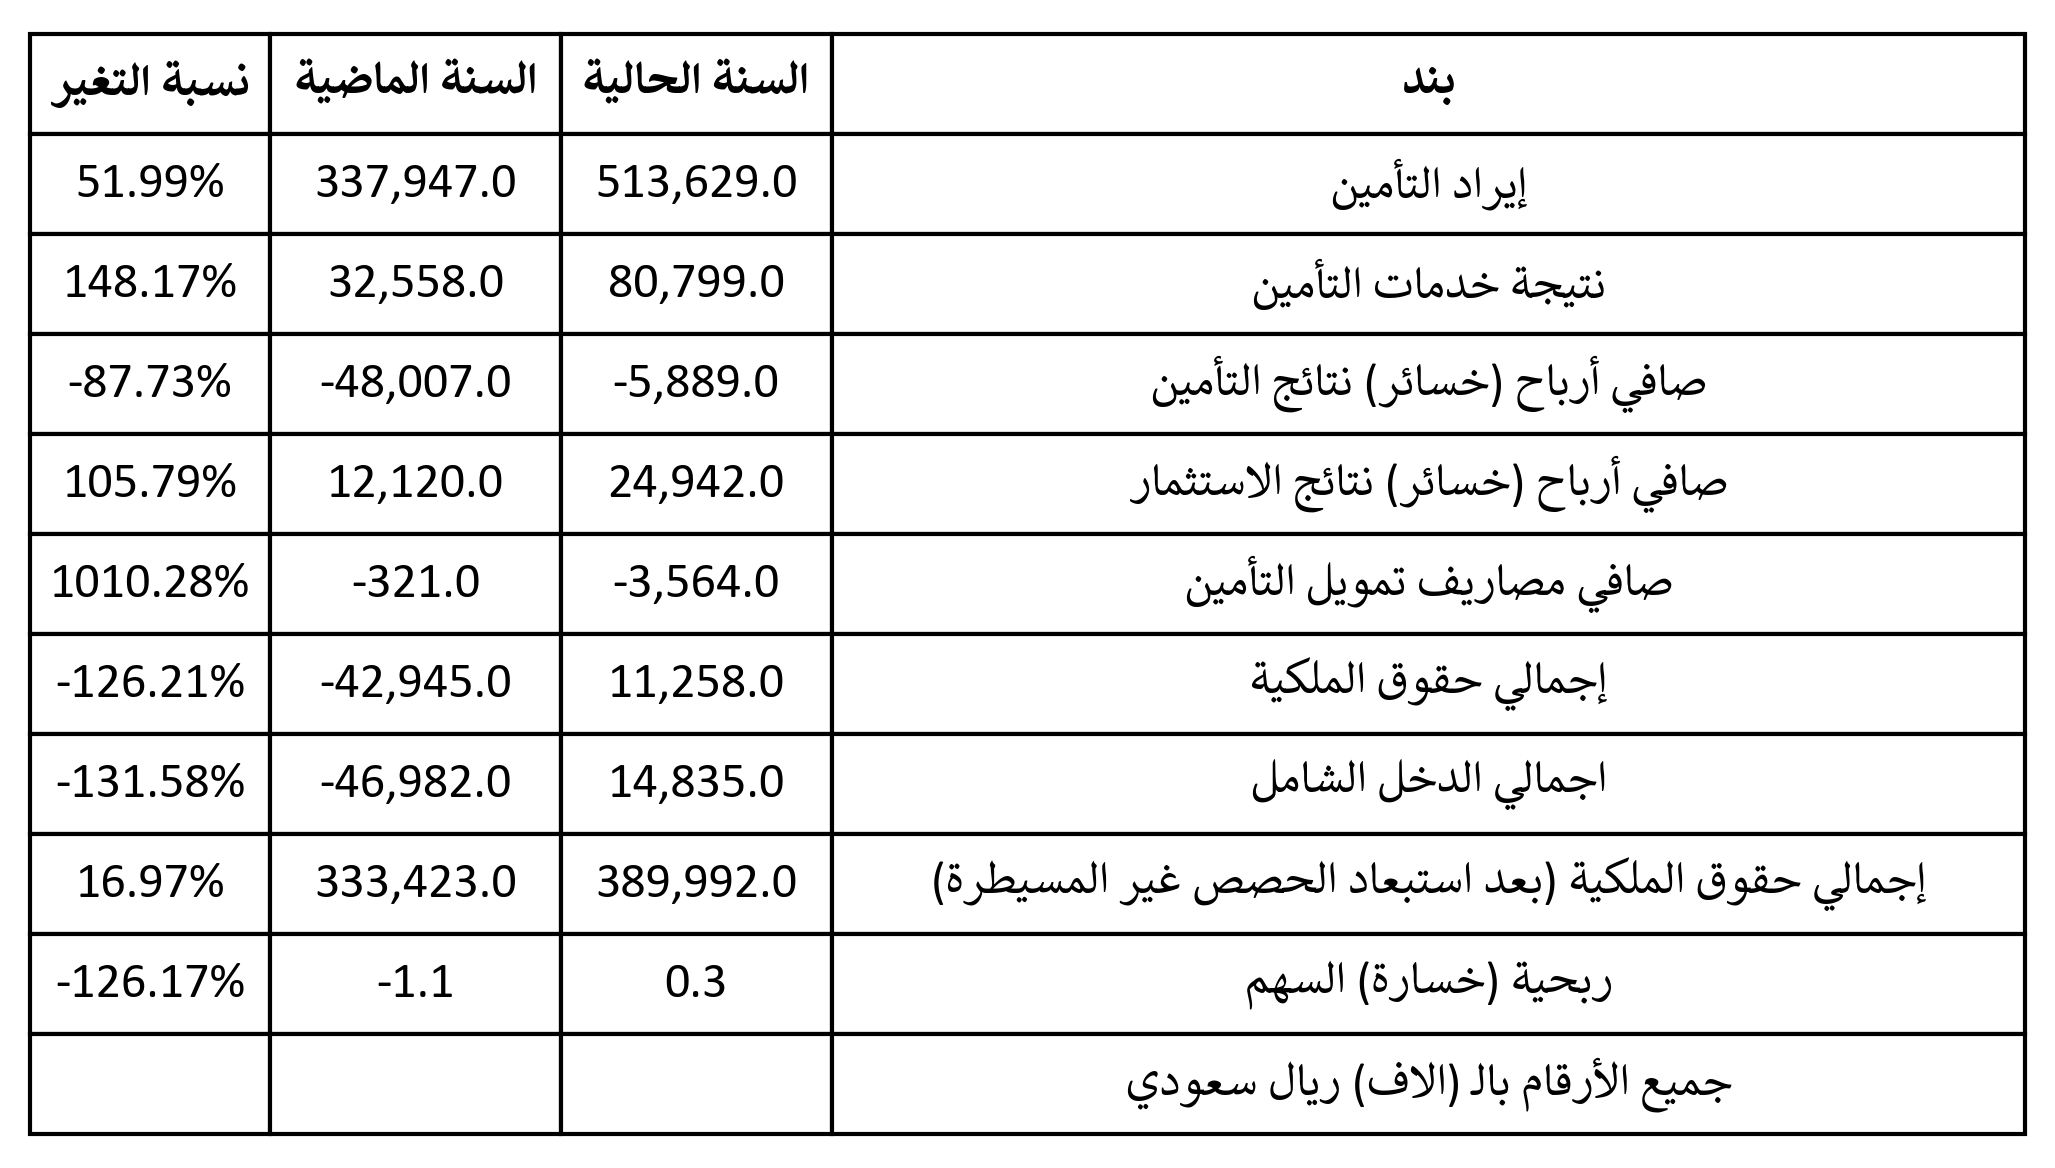 بند السنة الحالية السنة الماضية نسبة التغير
إيراد التأمين 513,629.0 337,947.0 51.99%
نتيجة خدمات التأمين 80,799.0 32,558.0 148.17%
صافي أرباح (خسائر) نتائج التأمين -5,889.0 -48,007.0 -87.73%
صافي أرباح (خسائر) نتائج الاستثمار 24,942.0 12,120.0 105.79%
صافي مصاريف تمويل التأمين -3,564.0 -321.0 1010.28%
إجمالي حقوق الملكية 11,258.0 -42,945.0 -126.21%
اجمالي الدخل الشامل 14,835.0 -46,982.0 -131.58%
إجمالي حقوق الملكية (بعد استبعاد الحصص غير المسيطرة) 389,992.0 333,423.0 16.97%
ربحية (خسارة) السهم 0.3 -1.1 -126.17%
جميع الأرقام بالـ (الاف) ريال سعودي